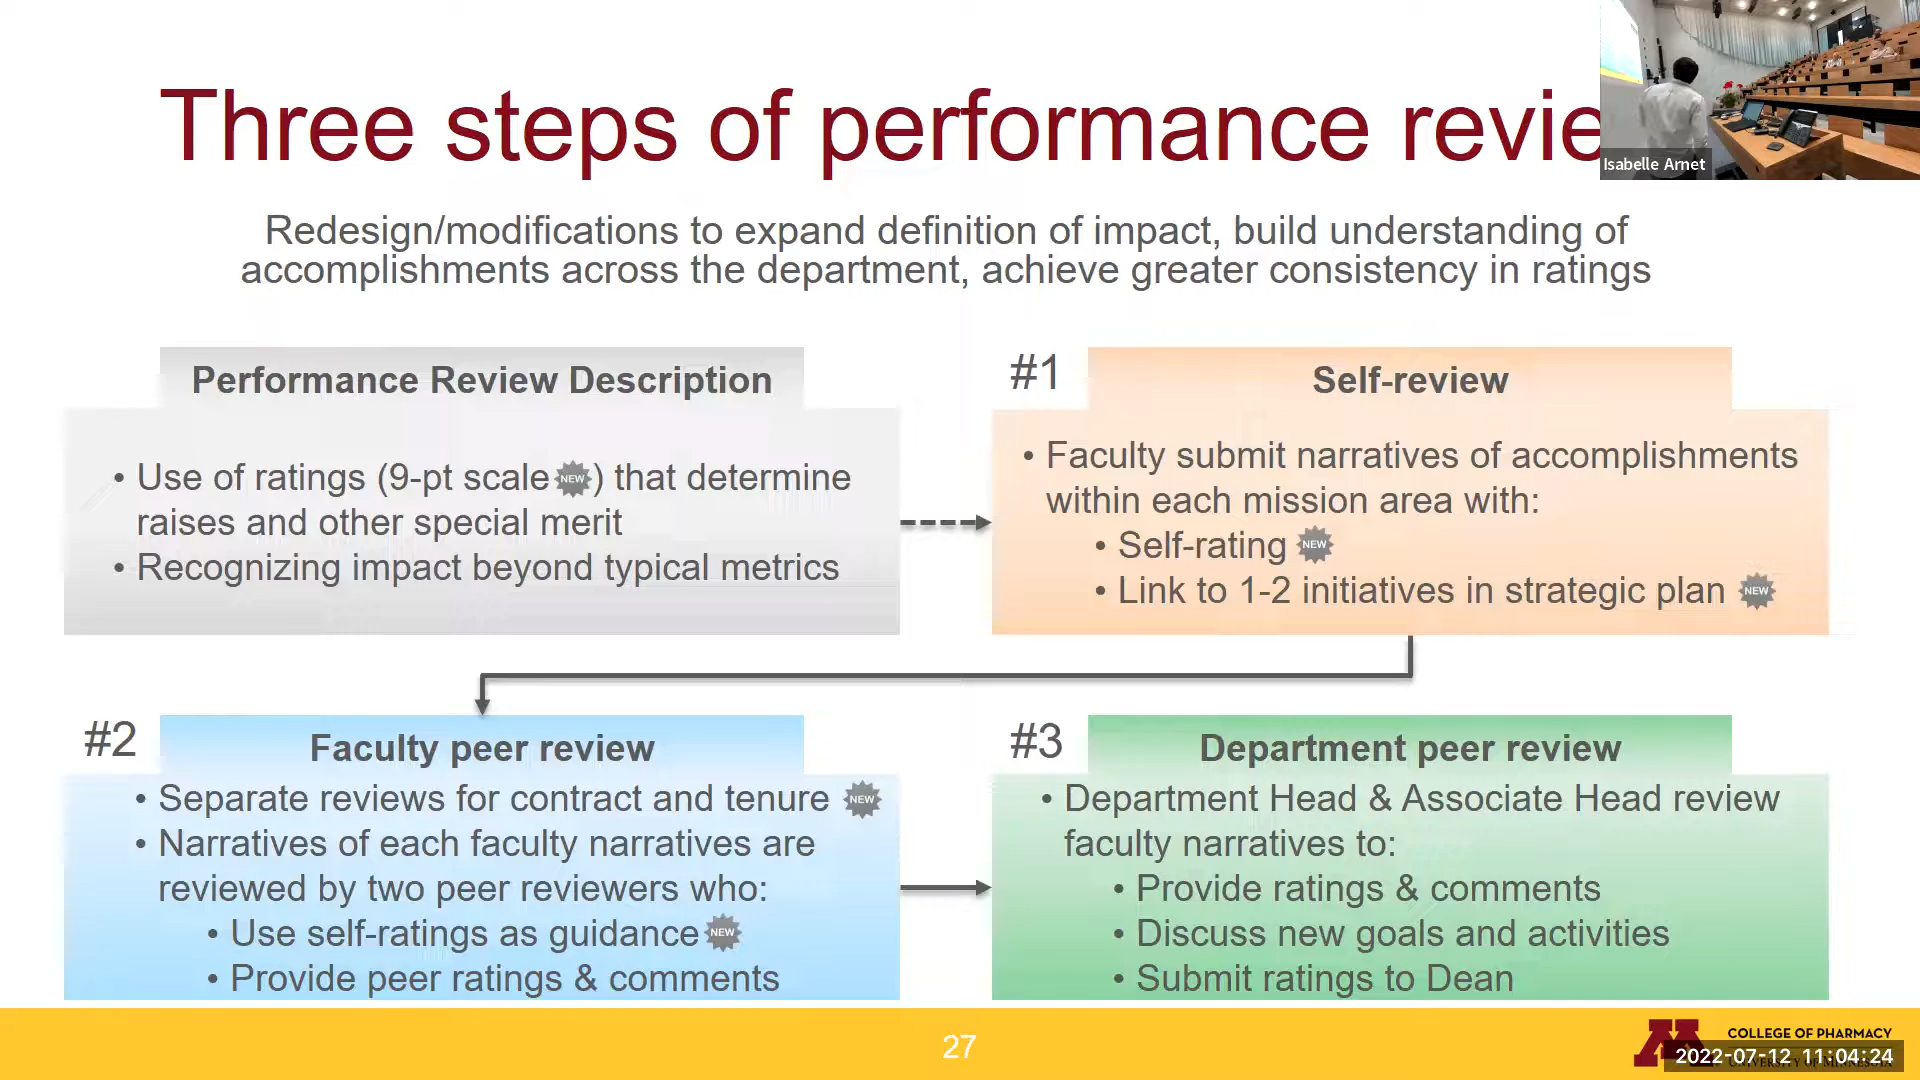 Three steps of performance revie
Isabelle Arnet
Redesign/modifications to expand definition of impact, build understanding of
accomplishments across the department, achieve greater consistency in ratings
Performance Review Description
• Use of ratings (9-pt scale NEW ) that determine
raises and other special merit
• Recognizing impact beyond typical metrics
#1
Self-review
• Faculty submit narratives of accomplishments
within each mission area with:
• Self-rating NEW
• Link to 1-2 initiatives in strategic plan NEW
#2
Faculty peer review
• Separate reviews for contract and tenure NEW
• Narratives of each faculty narratives are
reviewed by two peer reviewers who:
• Use self-ratings as guidance NEW
• Provide peer ratings & comments
#3
Department peer review
• Department Head & Associate Head review
faculty narratives to:
• Provide ratings & comments
• Discuss new goals and activities
• Submit ratings to Dean
27
M
COLLEGE OF PHARMACY
2022-07-12 11:04:24